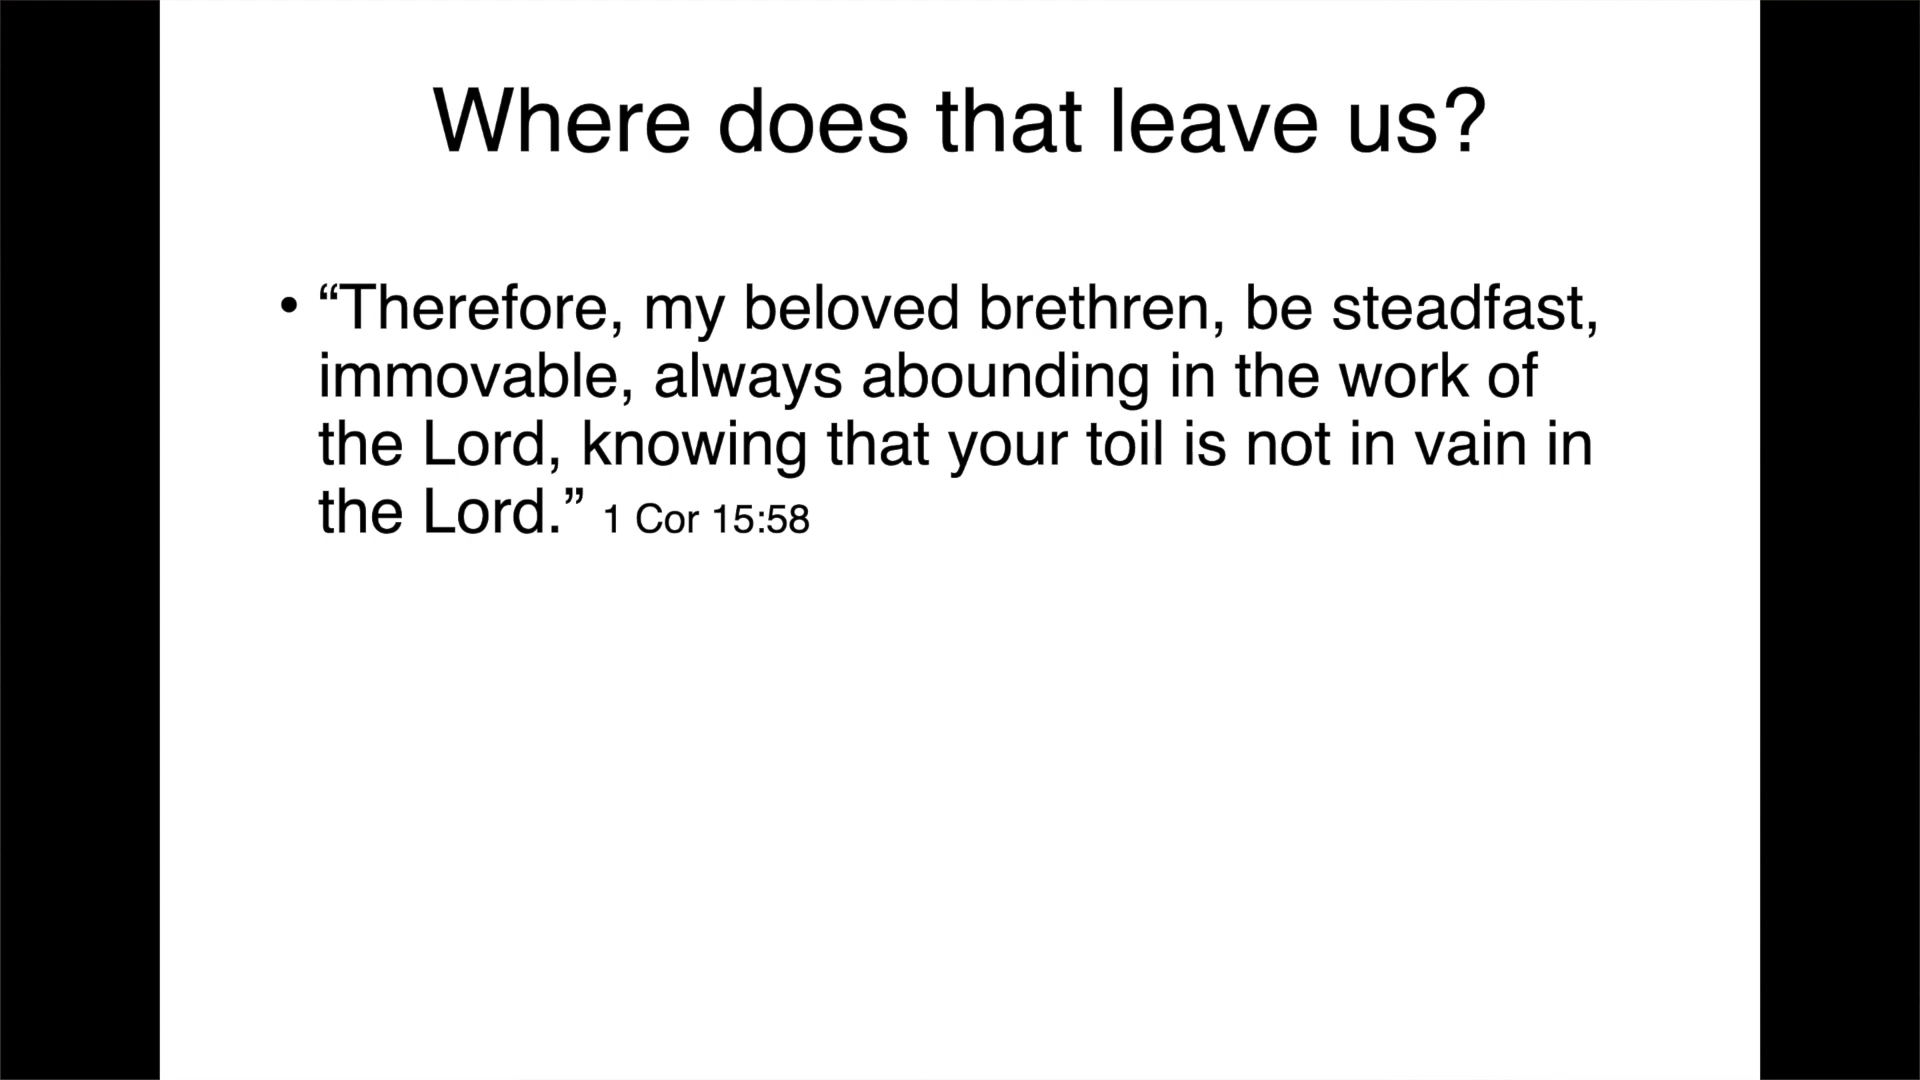 Where does that leave us?
• “Therefore, my beloved brethren, be steadfast,
immovable, always abounding in the work of
the Lord, knowing that your toil is not in vain in
the Lord.” 1 Cor 15:58